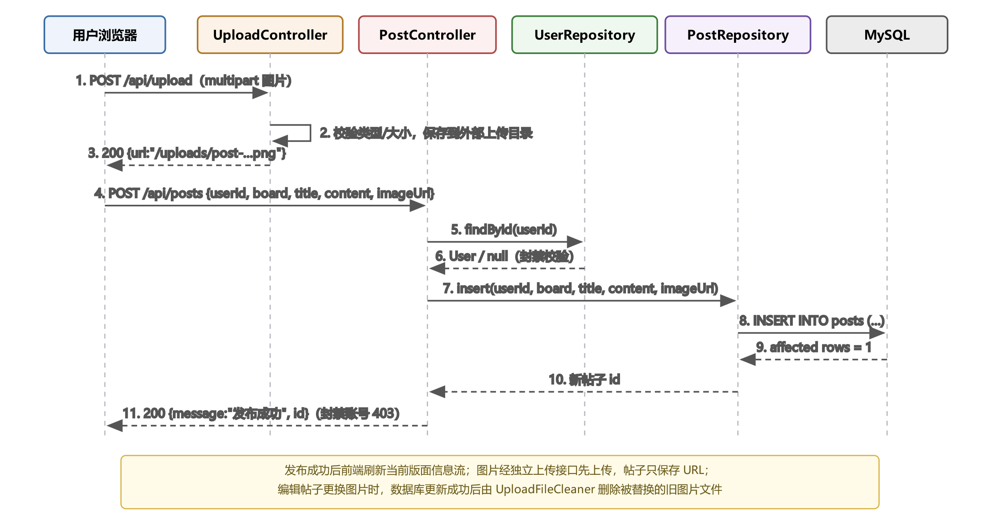 用户浏览器
UploadController
PostController
UserRepository
PostRepository
MySQL
1. POST /api/upload（multipart 图片）
2. 校验类型/大小，保存到外部上传目录
3. 200 {url:"/uploads/post-...png"}
4. POST /api/posts {userId, board, title, content, imageUrl}
5. findById(userId)
6. User / null（封禁校验）
7. insert(userId, board, title, content, imageUrl)
8. INSERT INTO posts (...)
9. affected rows = 1
10. 新帖子 id
11. 200 {message:"发布成功", id}（封禁账号 403）
发布成功后前端刷新当前版面信息流；图片经独立上传接口先上传，帖子只保存 URL；
编辑帖子更换图片时，数据库更新成功后由 UploadFileCleaner 删除被替换的旧图片文件